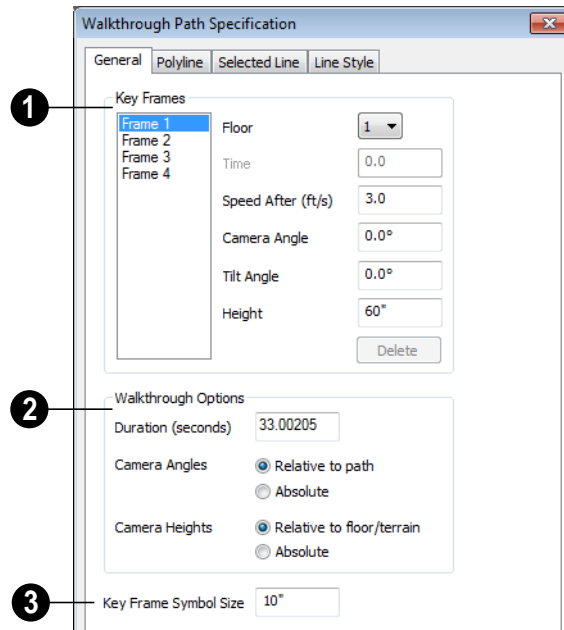 Walkthrough Path Specification
General Polyline Selected Line Line Style
1
Key Frames
Frame 1
Frame 2
Frame 3
Frame 4
Floor 1
Time 0.0
Speed After (ft/s) 3.0
Camera Angle 0.0°
Tilt Angle 0.0°
Height 60"
Delete
2
Walkthrough Options
Duration (seconds) 33.00205
Camera Angles Relative to path
Absolute
Camera Heights Relative to floor/terrain
Absolute
3
Key Frame Symbol Size 10"